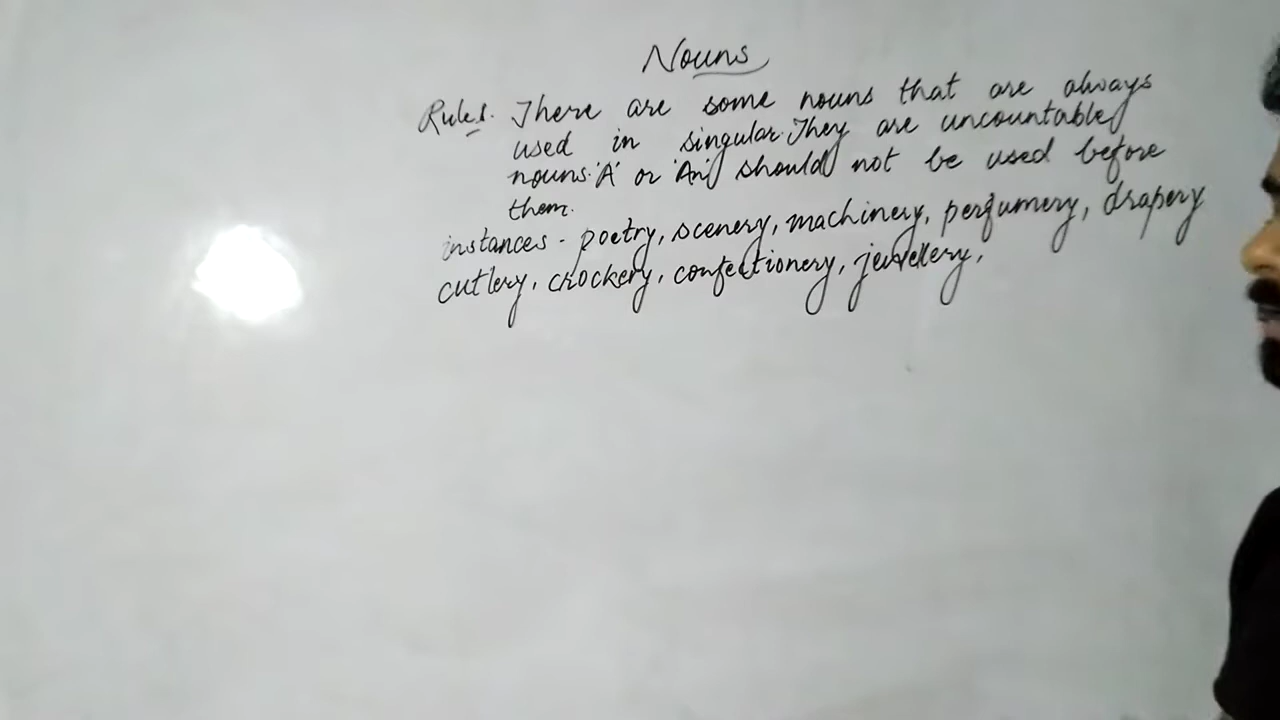 Nouns
Rules. There are some nouns that are always
used in singular. They are uncountable
nouns. 'A' or 'An' should not be used before
them.
instances - poetry, scenery, machinery, perfumery, drapery
cutlery, crockery, confectionery, jewellery,